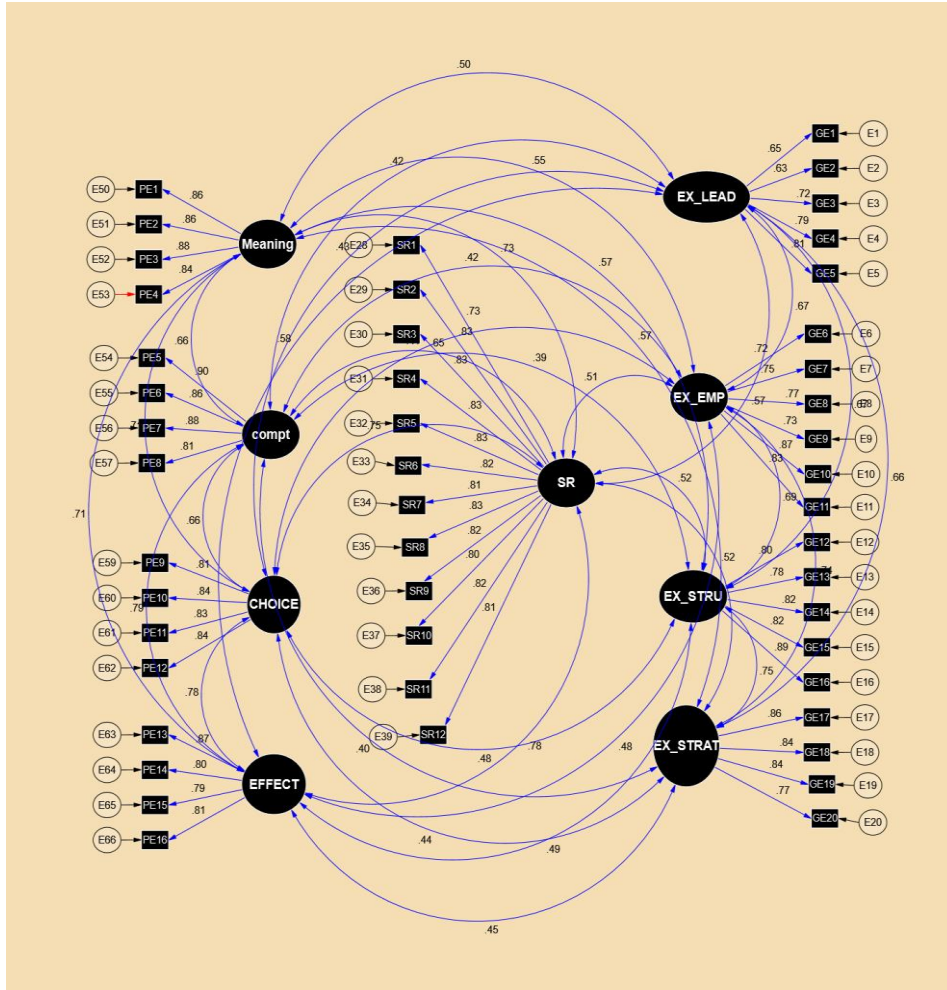 .50
.42
.55
E50 PE1 .86
E51 PE2 .86
E52 PE3 .88
E53 PE4 .84
Meaning
EX_LEAD
.65 GE1 E1
.63 GE2 E2
.72 GE3 E3
.79 GE4 E4
.81 GE5 E5
.43
E28 SR1 .73
.73
.57
.42
E29 SR2 .83
E30 SR3 .83
.65
.58
.57
.67
.39
.51
.57
E31 SR4 .83
E32 SR5 .83
.75
E33 SR6 .82
E34 SR7 .81
E35 SR8 .83
E36 SR9 .82
E37 SR10 .80
E38 SR11 .82
E39 SR12 .81
SR
.66
E54 PE5 .90
E55 PE6 .86
E56 PE7 .88
E57 PE8 .81
compt
.71
EX_EMP
.72 GE6 E6
.75 GE7 E7
.77 GE8 E8
.73 GE9 E9
.87 GE10 E10
.83 GE11 E11
.67
.66
.69
.52
.52
.71
.66
E59 PE9 .81
E60 PE10 .84
E61 PE11 .83
E62 PE12 .84
CHOICE
.79
EX_STRU
.80 GE12 E12
.78 GE13 E13
.82 GE14 E14
.82 GE15 E15
.89 GE16 E16
.75
.78
E63 PE13 .87
E64 PE14 .80
E65 PE15 .79
E66 PE16 .81
EFFECT
EX_STRAT
.86 GE17 E17
.84 GE18 E18
.84 GE19 E19
.77 GE20 E20
.40
.48
.78
.48
.44
.49
.45